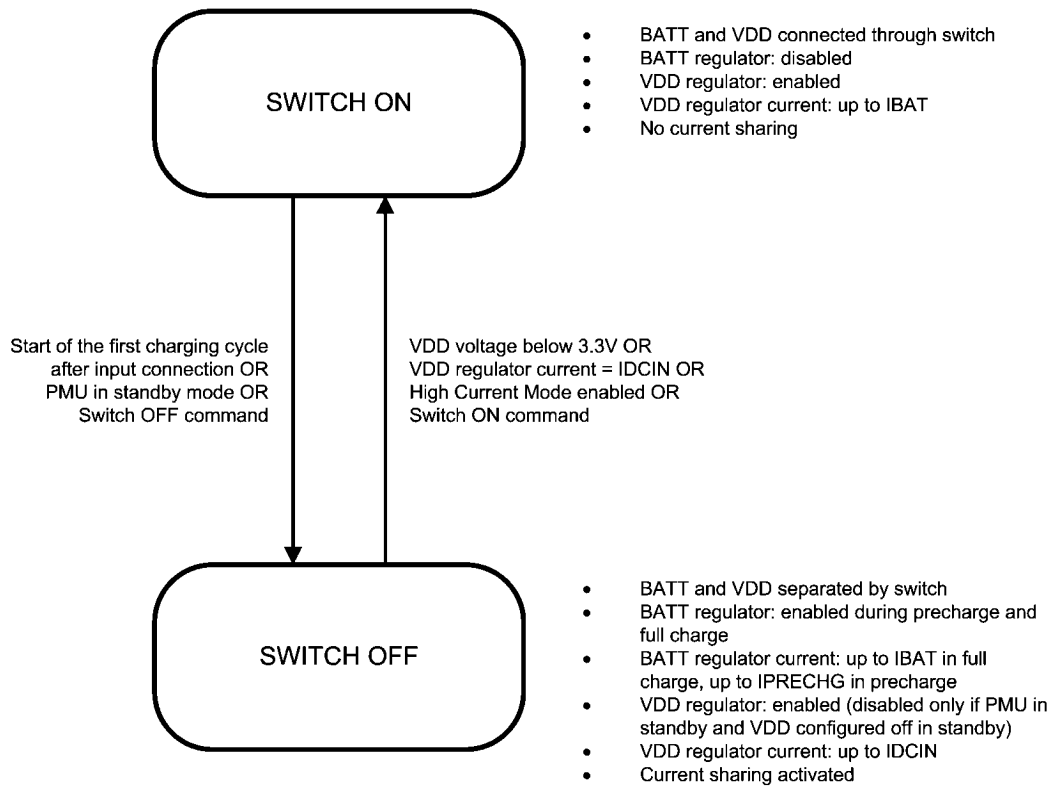 SWITCH ON
• BATT and VDD connected through switch
• BATT regulator: disabled
• VDD regulator: enabled
• VDD regulator current: up to IBAT
• No current sharing
Start of the first charging cycle
after input connection OR
PMU in standby mode OR
Switch OFF command
VDD voltage below 3.3V OR
VDD regulator current = IDCIN OR
High Current Mode enabled OR
Switch ON command
SWITCH OFF
• BATT and VDD separated by switch
• BATT regulator: enabled during precharge and
full charge
• BATT regulator current: up to IBAT in full
charge, up to IPRECHG in precharge
• VDD regulator: enabled (disabled only if PMU in
standby and VDD configured off in standby)
• VDD regulator current: up to IDCIN
• Current sharing activated